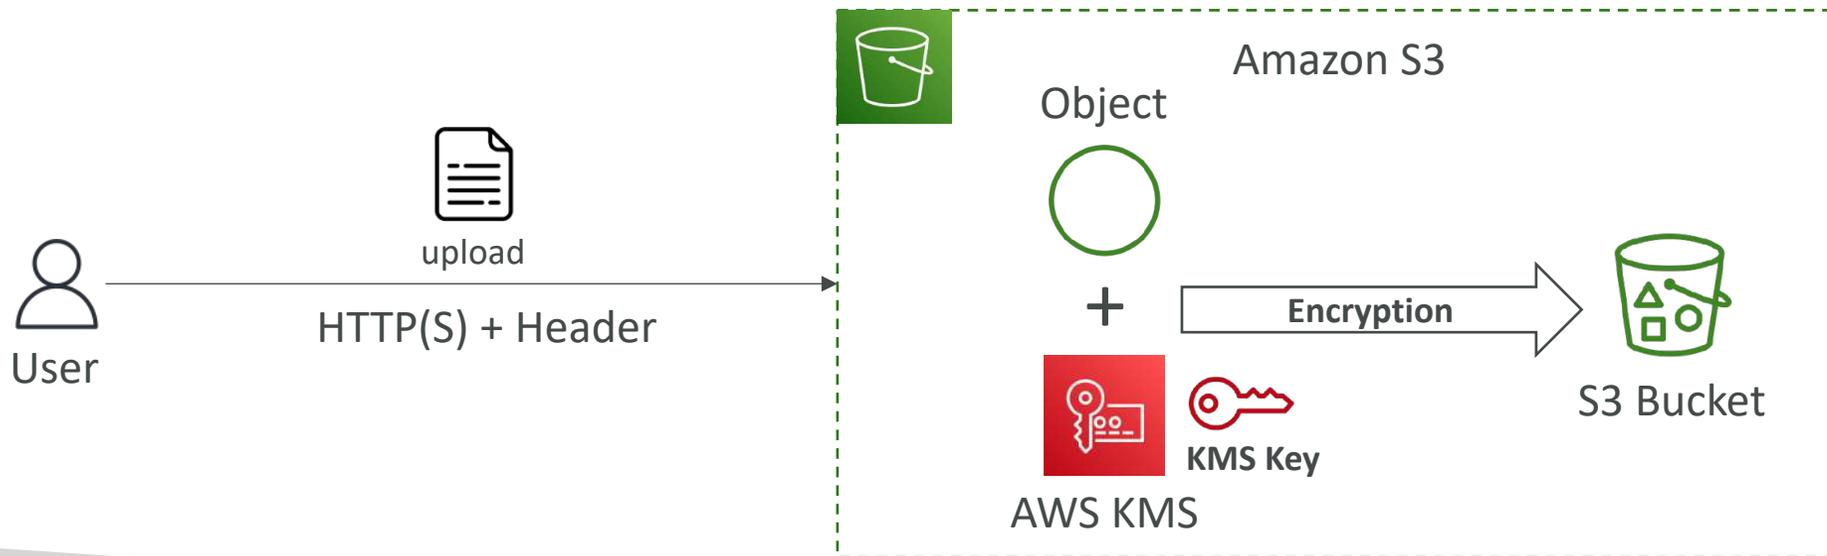 Amazon S3
Object
upload
HTTP(S) + Header
User
+
Encryption
S3 Bucket
KMS Key
AWS KMS